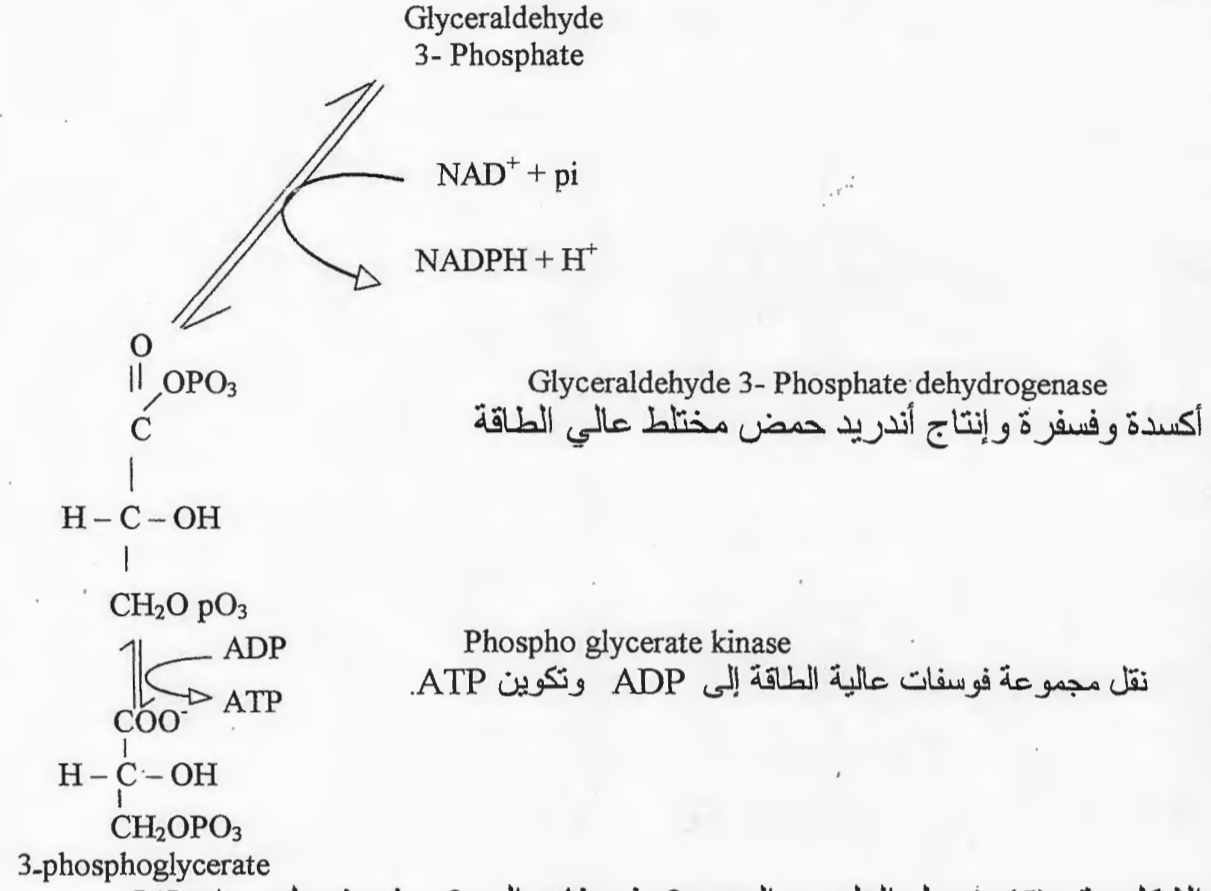 Glyceraldehyde
3- Phosphate
NAD⁺ + pi
NADPH + H⁺
O
|| OPO₃
C
Glyceraldehyde 3- Phosphate dehydrogenase
أكسدة وفسفرة وإنتاج أندريد حمض مختلط عالي الطاقة
H – C – OH
CH₂O pO₃
ADP
Phospho glycerate kinase
نقل مجموعة فوسفات عالية الطاقة إلى ADP وتكوين ATP.
ATP
COO⁻
H – C – OH
CH₂OPO₃
3-phosphoglycerate